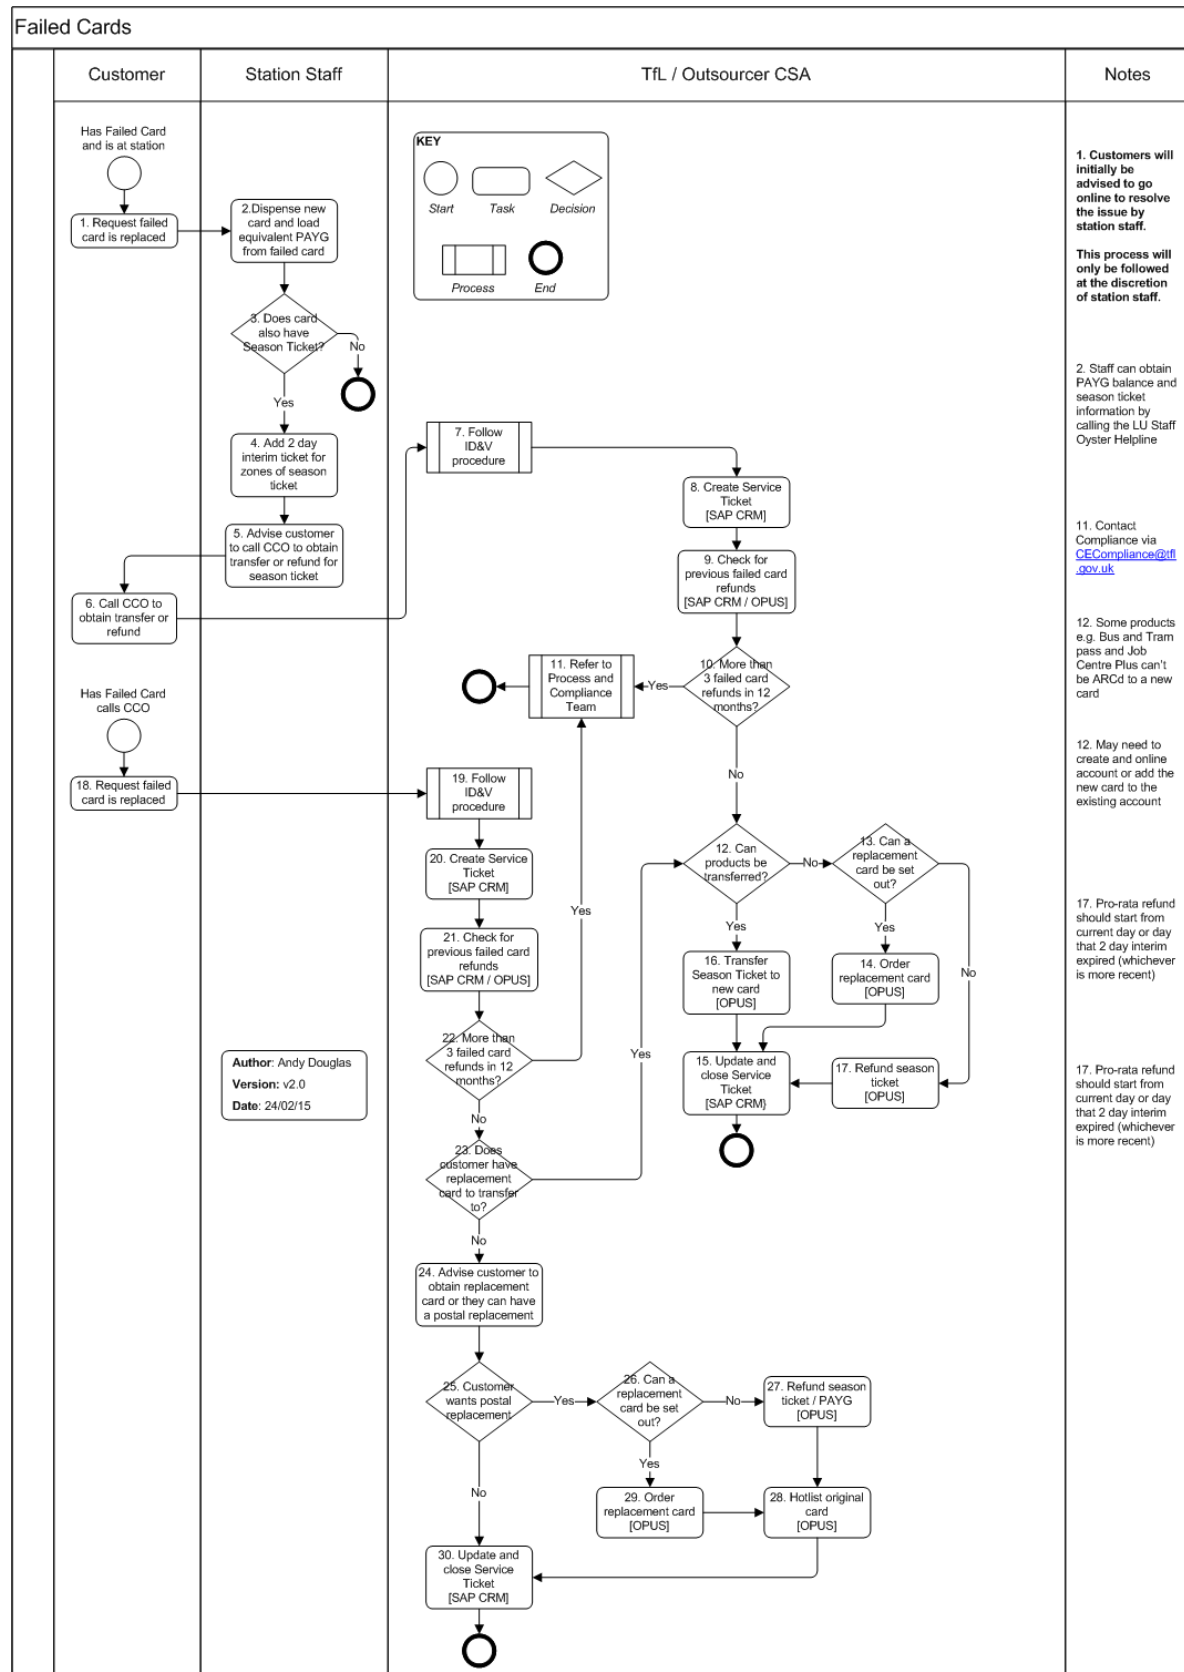 Failed Cards
Customer
Station Staff
TfL / Outsourcer CSA
Notes
Has Failed Card
and is at station
1. Request failed
card is replaced
2.Dispense new
card and load
equivalent PAYG
from failed card
3. Does card
also have
Season Ticket?
No
Yes
4. Add 2 day
interim ticket for
zones of season
ticket
5. Advise customer
to call CCO to obtain
transfer or refund for
season ticket
6. Call CCO to
obtain transfer or
refund
KEY
Start
Task
Decision
Process
End
7. Follow
ID&V
procedure
8. Create Service
Ticket
[SAP CRM]
9. Check for
previous failed card
refunds
[SAP CRM / OPUS]
10. More than
3 failed card
refunds in 12
months?
Yes
11. Refer to
Process and
Compliance
Team
No
12. Can
products be
transferred?
No
13. Can a
replacement
card be set
out?
Yes
Yes
No
16. Transfer
Season Ticket to
new card
[OPUS]
14. Order
replacement card
[OPUS]
15. Update and
close Service
Ticket
[SAP CRM}
17. Refund season
ticket
[OPUS]
Has Failed Card
calls CCO
18. Request failed
card is replaced
19. Follow
ID&V
procedure
20. Create Service
Ticket
[SAP CRM]
21. Check for
previous failed card
refunds
[SAP CRM / OPUS]
22. More than
3 failed card
refunds in 12
months?
Yes
No
23. Does
customer have
replacement
card to transfer
to?
Yes
No
24. Advise customer to
obtain replacement
card or they can have
a postal replacement
25. Customer
wants postal
replacement
Yes
26. Can a
replacement
card be set
out?
No
27. Refund season
ticket / PAYG
[OPUS]
Yes
No
29. Order
replacement card
[OPUS]
28. Hotlist original
card
[OPUS]
30. Update and
close Service
Ticket
[SAP CRM]
Author: Andy Douglas
Version: v2.0
Date: 24/02/15
1. Customers will
initially be
advised to go
online to resolve
the issue by
station staff.
This process will
only be followed
at the discretion
of station staff.
2. Staff can obtain
PAYG balance and
season ticket
information by
calling the LU Staff
Oyster Helpline
11. Contact
Compliance via
CECompliance@tfl
.gov.uk
12. Some products
e.g. Bus and Tram
pass and Job
Centre Plus can't
be ARCd to a new
card
12. May need to
create and online
account or add the
new card to the
existing account
17. Pro-rata refund
should start from
current day or day
that 2 day interim
expired (whichever
is more recent)
17. Pro-rata refund
should start from
current day or day
that 2 day interim
expired (whichever
is more recent)